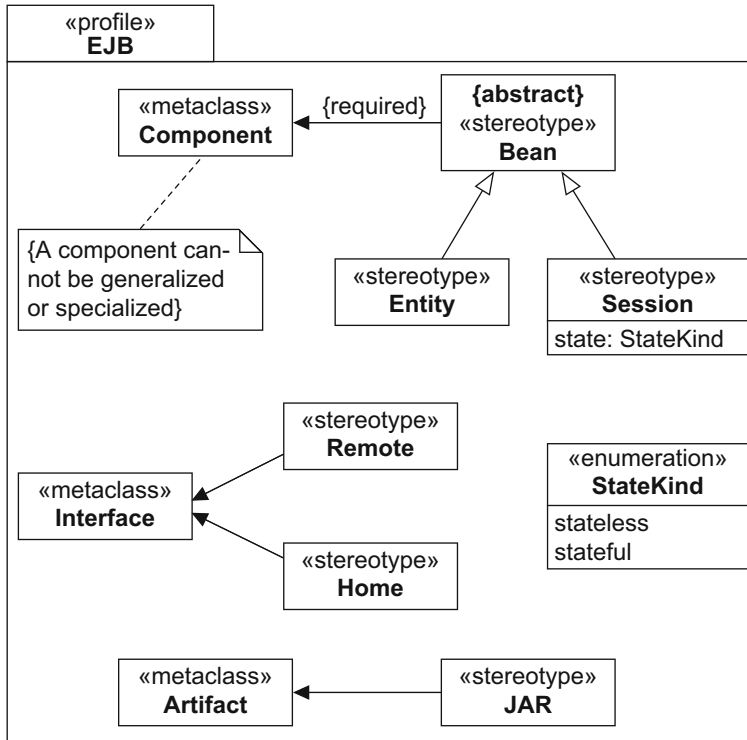 «profile»
EJB
«metaclass»
Component
{required}
{abstract}
«stereotype»
Bean
{A component can-
not be generalized
or specialized}
«stereotype»
Entity
«stereotype»
Session
state: StateKind
«stereotype»
Remote
«metaclass»
Interface
«stereotype»
Home
«enumeration»
StateKind
stateless
stateful
«metaclass»
Artifact
«stereotype»
JAR